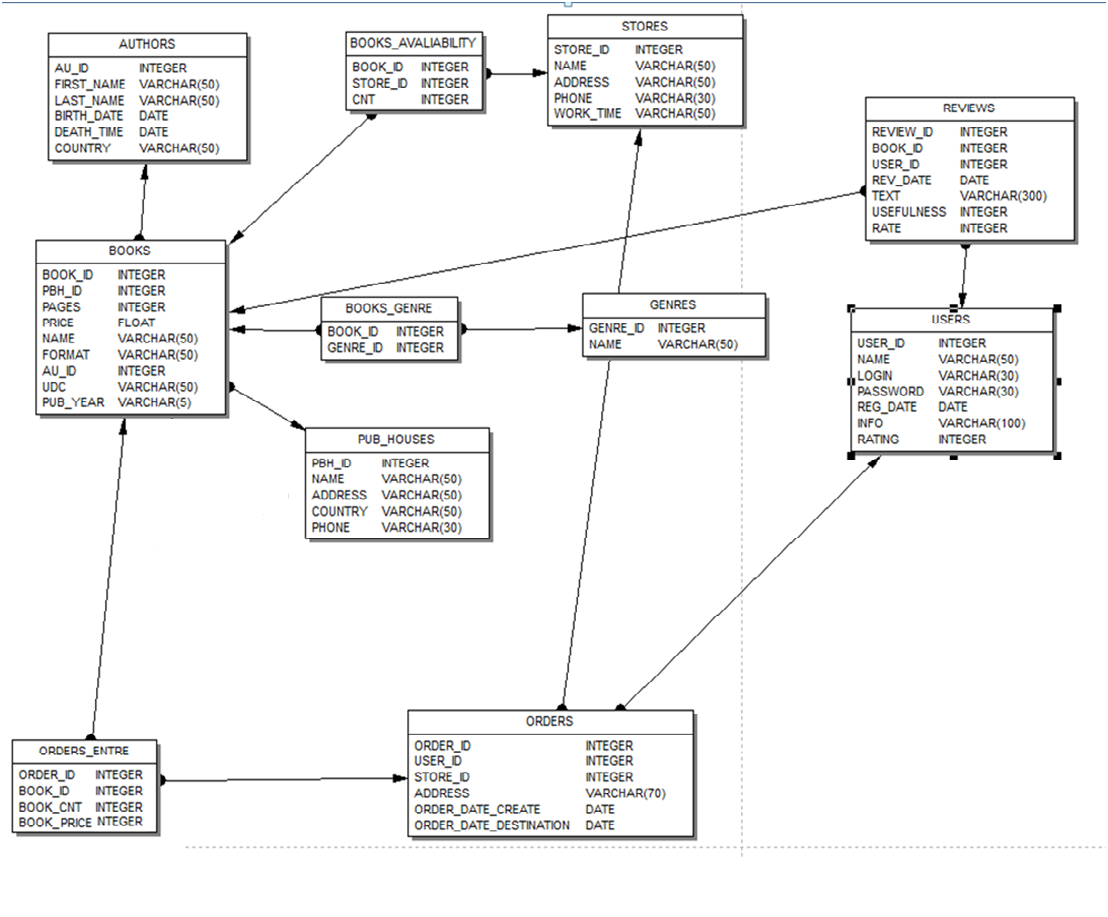 AUTHORS
AU_ID INTEGER
FIRST_NAME VARCHAR(50)
LAST_NAME VARCHAR(50)
BIRTH_DATE DATE
DEATH_TIME DATE
COUNTRY VARCHAR(50)
BOOKS_AVALIABILITY
BOOK_ID INTEGER
STORE_ID INTEGER
CNT INTEGER
STORES
STORE_ID INTEGER
NAME VARCHAR(50)
ADDRESS VARCHAR(50)
PHONE VARCHAR(30)
WORK_TIME VARCHAR(50)
REVIEWS
REVIEW_ID INTEGER
BOOK_ID INTEGER
USER_ID INTEGER
REV_DATE DATE
TEXT VARCHAR(300)
USEFULNESS INTEGER
RATE INTEGER
BOOKS
BOOK_ID INTEGER
PBH_ID INTEGER
PAGES INTEGER
PRICE FLOAT
NAME VARCHAR(50)
FORMAT VARCHAR(50)
AU_ID INTEGER
UDC VARCHAR(50)
PUB_YEAR VARCHAR(5)
BOOKS_GENRE
BOOK_ID INTEGER
GENRE_ID INTEGER
GENRES
GENRE_ID INTEGER
NAME VARCHAR(50)
USERS
USER_ID INTEGER
NAME VARCHAR(50)
LOGIN VARCHAR(30)
PASSWORD VARCHAR(30)
REG_DATE DATE
INFO VARCHAR(100)
RATING INTEGER
PUB_HOUSES
PBH_ID INTEGER
NAME VARCHAR(50)
ADDRESS VARCHAR(50)
COUNTRY VARCHAR(50)
PHONE VARCHAR(30)
ORDERS_ENTRE
ORDER_ID INTEGER
BOOK_ID INTEGER
BOOK_CNT INTEGER
BOOK_PRICE NTEGER
ORDERS
ORDER_ID INTEGER
USER_ID INTEGER
STORE_ID INTEGER
ADDRESS VARCHAR(70)
ORDER_DATE_CREATE DATE
ORDER_DATE_DESTINATION DATE